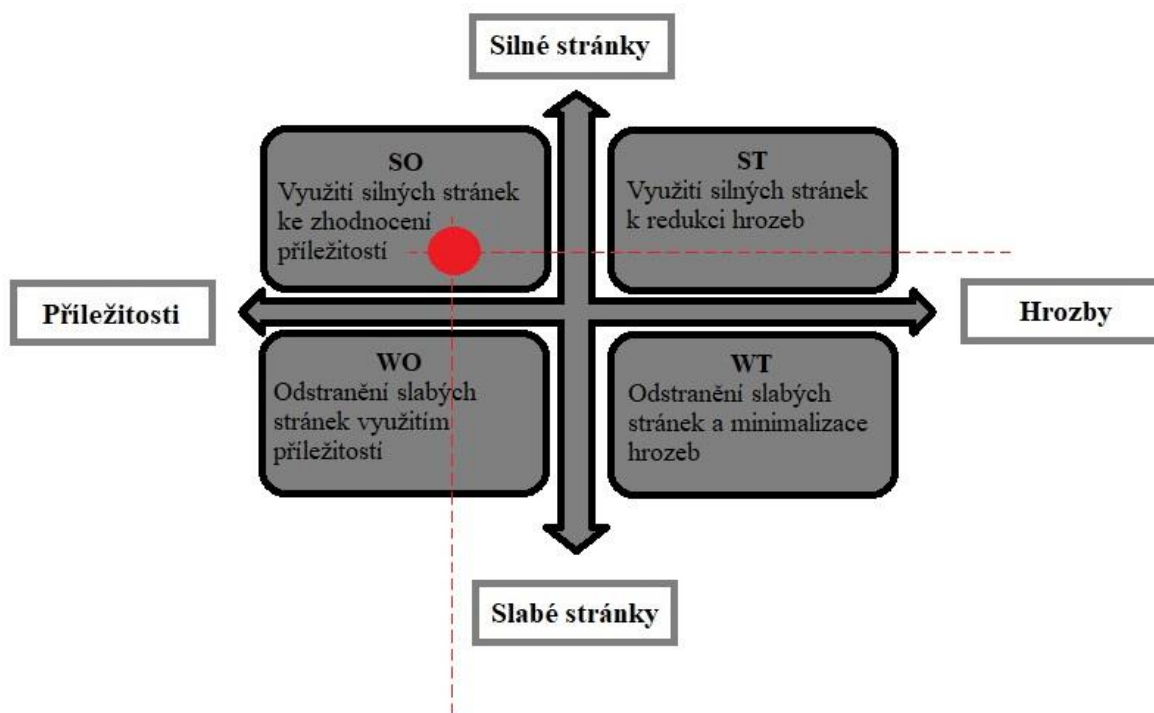 Silné stránky
SO
Využití silných stránek
ke zhodnocení
příležitostí
ST
Využití silných stránek
k redukci hrozeb
Příležitosti
Hrozby
WO
Odstranění slabých
stránek využitím
příležitostí
WT
Odstranění slabých
stránek a minimalizace
hrozeb
Slabé stránky